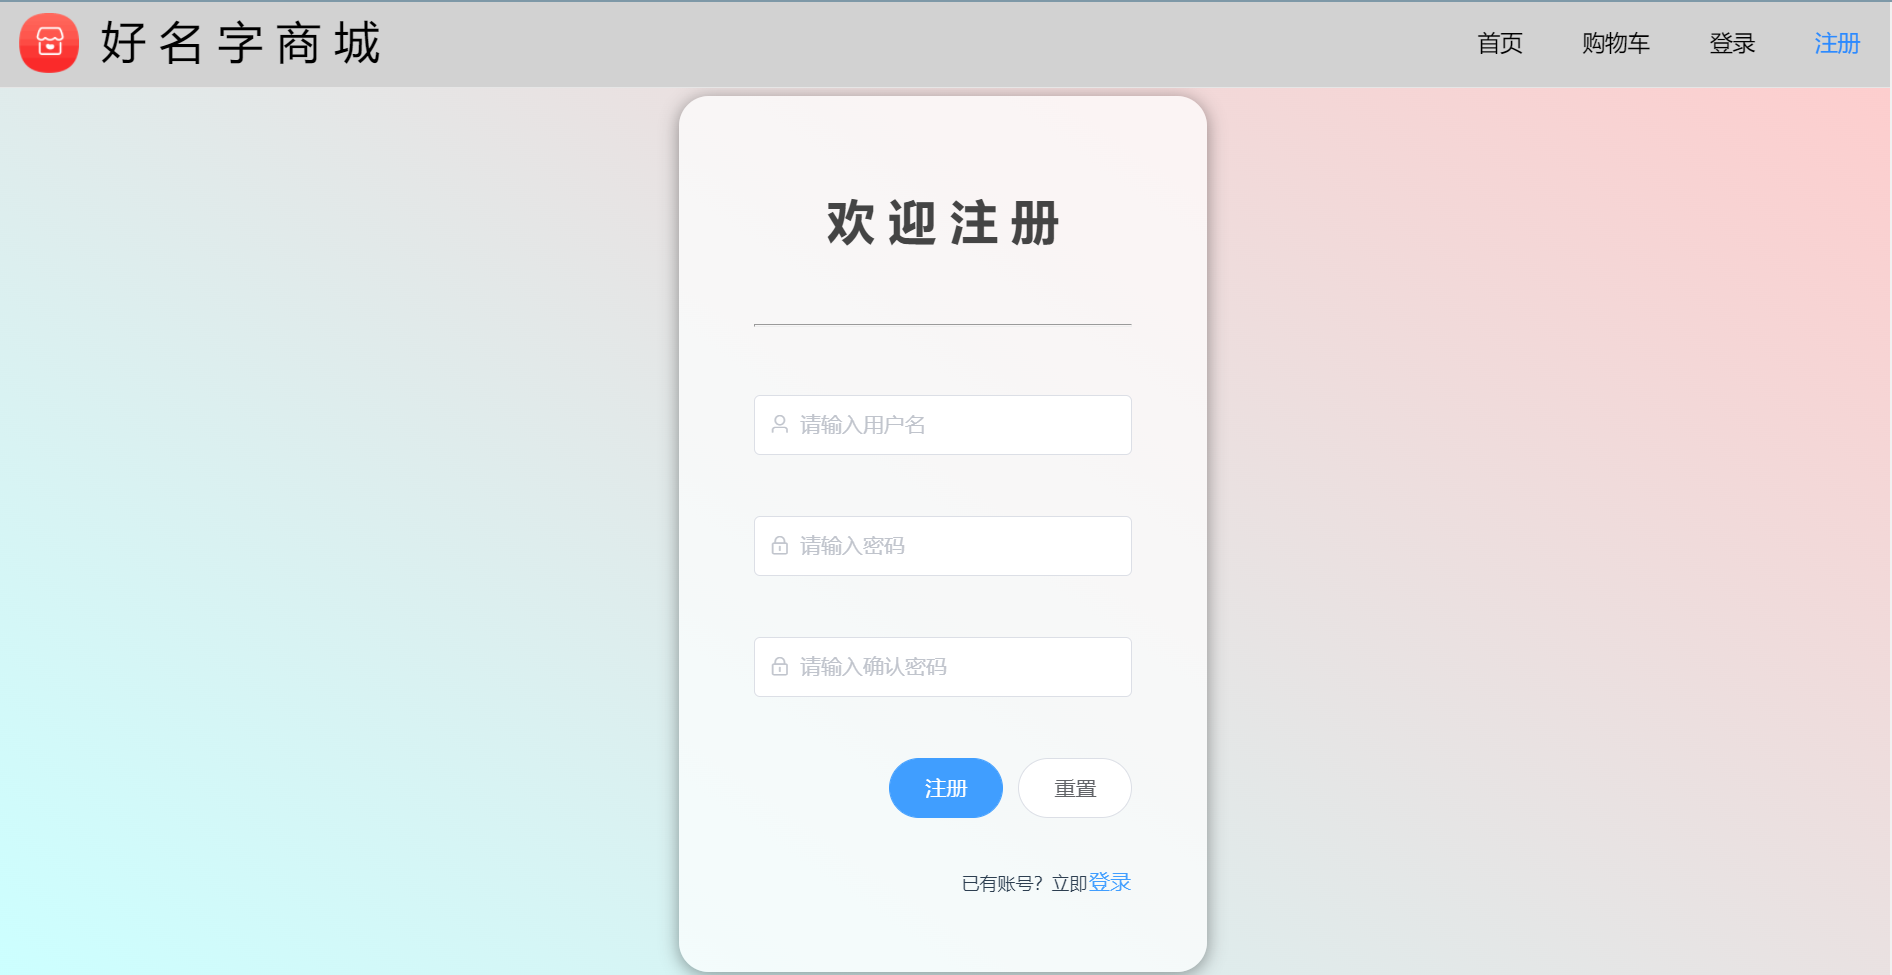 好名字商城
首页 购物车 登录 注册
欢迎注册
请输入用户名
请输入密码
请输入确认密码
注册 重置
已有账号？立即登录